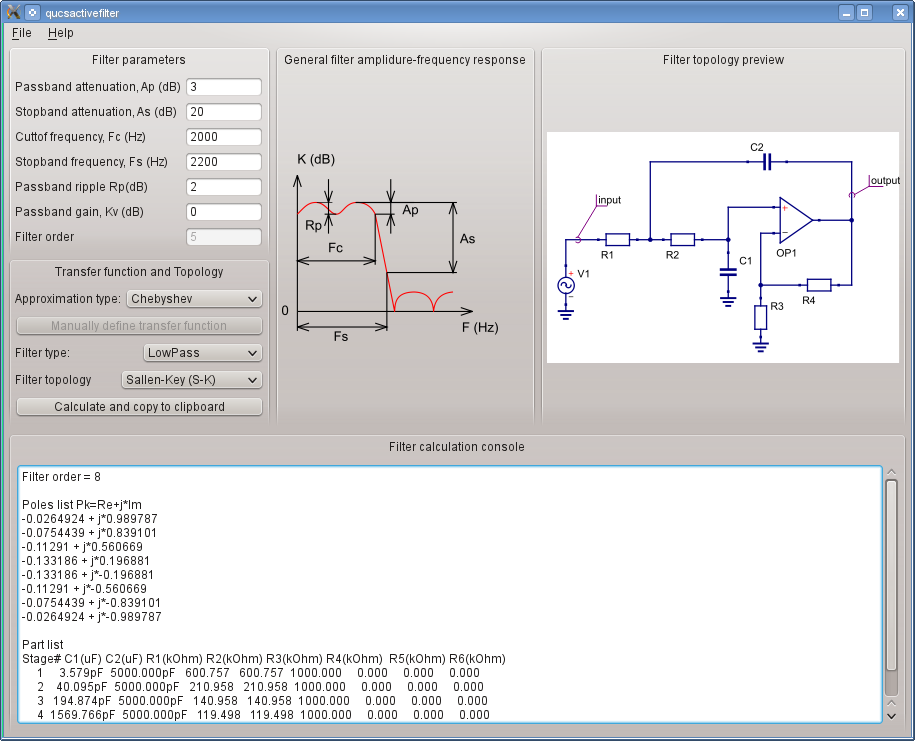 qucsactivefilter
File Help
Filter parameters
Passband attenuation, Ap (dB) 3
Stopband attenuation, As (dB) 20
Cuttof frequency, Fc (Hz) 2000
Stopband frequency, Fs (Hz) 2200
Passband ripple Rp(dB) 2
Passband gain, Kv (dB) 0
Filter order 5
Transfer function and Topology
Approximation type: Chebyshev
Manually define transfer function
Filter type: LowPass
Filter topology Sallen-Key (S-K)
Calculate and copy to clipboard
General filter amplidure-frequency response
K (dB)
Rp
Ap
Fc
As
0
Fs
F (Hz)
Filter topology preview
C2
output
input
+
−
R1
R2
C1
OP1
V1
+
−
R3
R4
Filter calculation console
Filter order = 8
Poles list Pk=Re+j*Im
-0.0264924 + j*0.989787
-0.0754439 + j*0.839101
-0.11291 + j*0.560669
-0.133186 + j*0.196881
-0.133186 + j*-0.196881
-0.11291 + j*-0.560669
-0.0754439 + j*-0.839101
-0.0264924 + j*-0.989787
Part list
Stage# C1(uF) C2(uF) R1(kOhm) R2(kOhm) R3(kOhm) R4(kOhm) R5(kOhm) R6(kOhm)
1 3.579pF 5000.000pF 600.757 600.757 1000.000 0.000 0.000 0.000
2 40.095pF 5000.000pF 210.958 210.958 1000.000 0.000 0.000 0.000
3 194.874pF 5000.000pF 140.958 140.958 1000.000 0.000 0.000 0.000
4 1569.766pF 5000.000pF 119.498 119.498 1000.000 0.000 0.000 0.000